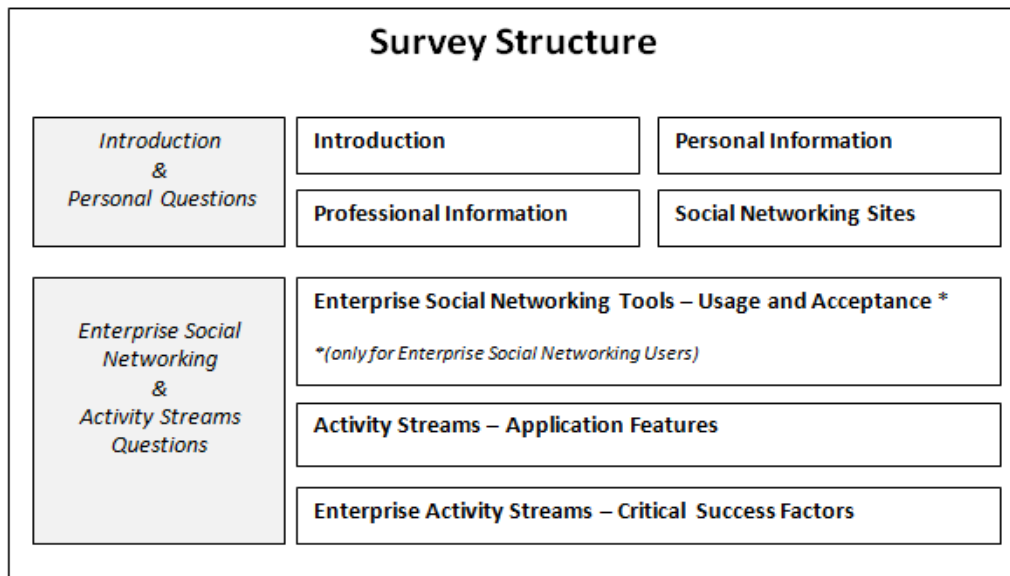 Survey Structure
Introduction
&
Personal Questions
Introduction
Personal Information
Professional Information
Social Networking Sites
Enterprise Social
Networking
&
Activity Streams
Questions
Enterprise Social Networking Tools – Usage and Acceptance *
*(only for Enterprise Social Networking Users)
Activity Streams – Application Features
Enterprise Activity Streams – Critical Success Factors